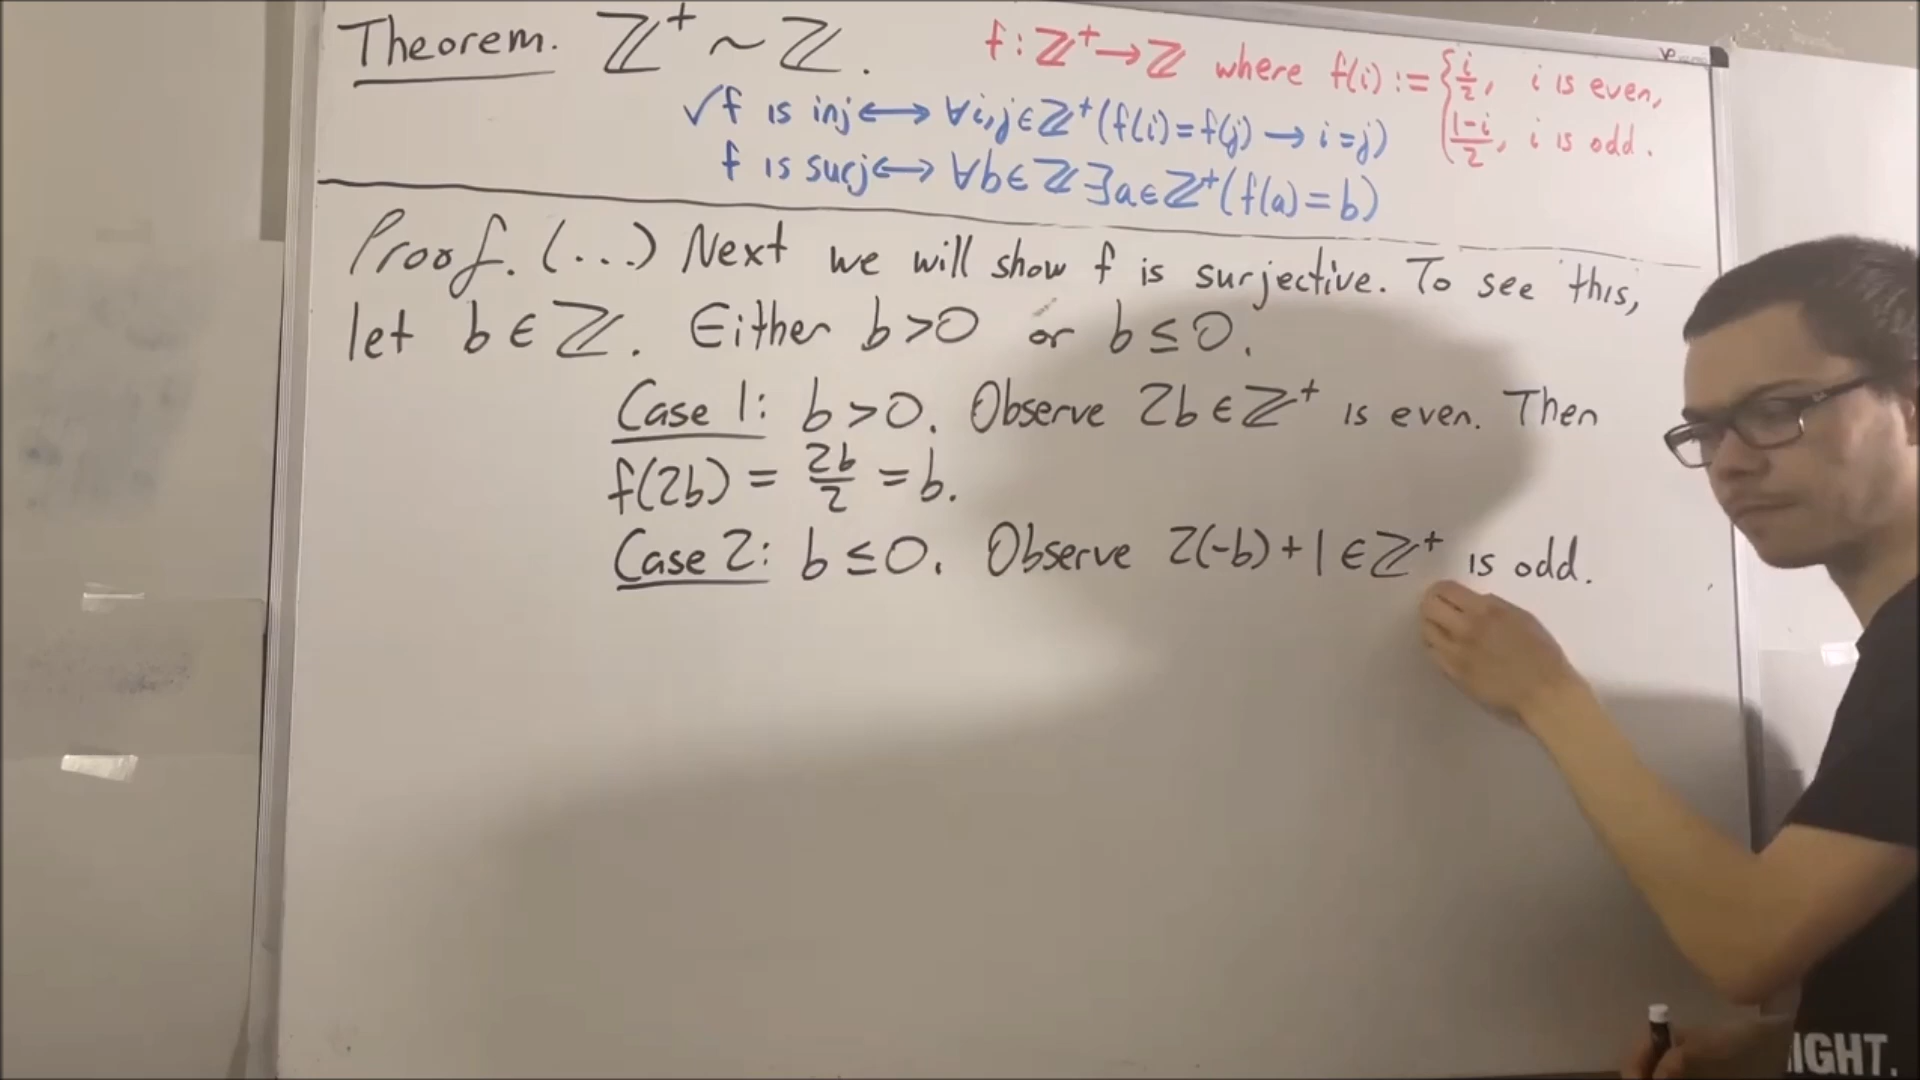 Theorem. ℤ⁺ ~ ℤ.
f : ℤ⁺ → ℤ where f(i) := { i/2, i is even,
(1-i)/2, i is odd.
✓ f is inj ⟷ ∀i,j∈ℤ⁺(f(i)=f(j) → i=j)
f is surj ⟷ ∀b∈ℤ ∃a∈ℤ⁺(f(a)=b)
Proof. (...) Next we will show f is surjective. To see this,
let b∈ℤ. Either b>0 or b≤0.
Case 1: b>0. Observe 2b∈ℤ⁺ is even. Then
f(2b) = 2b/2 = b.
Case 2: b≤0. Observe 2(-b)+1∈ℤ⁺ is odd.
IGHT.